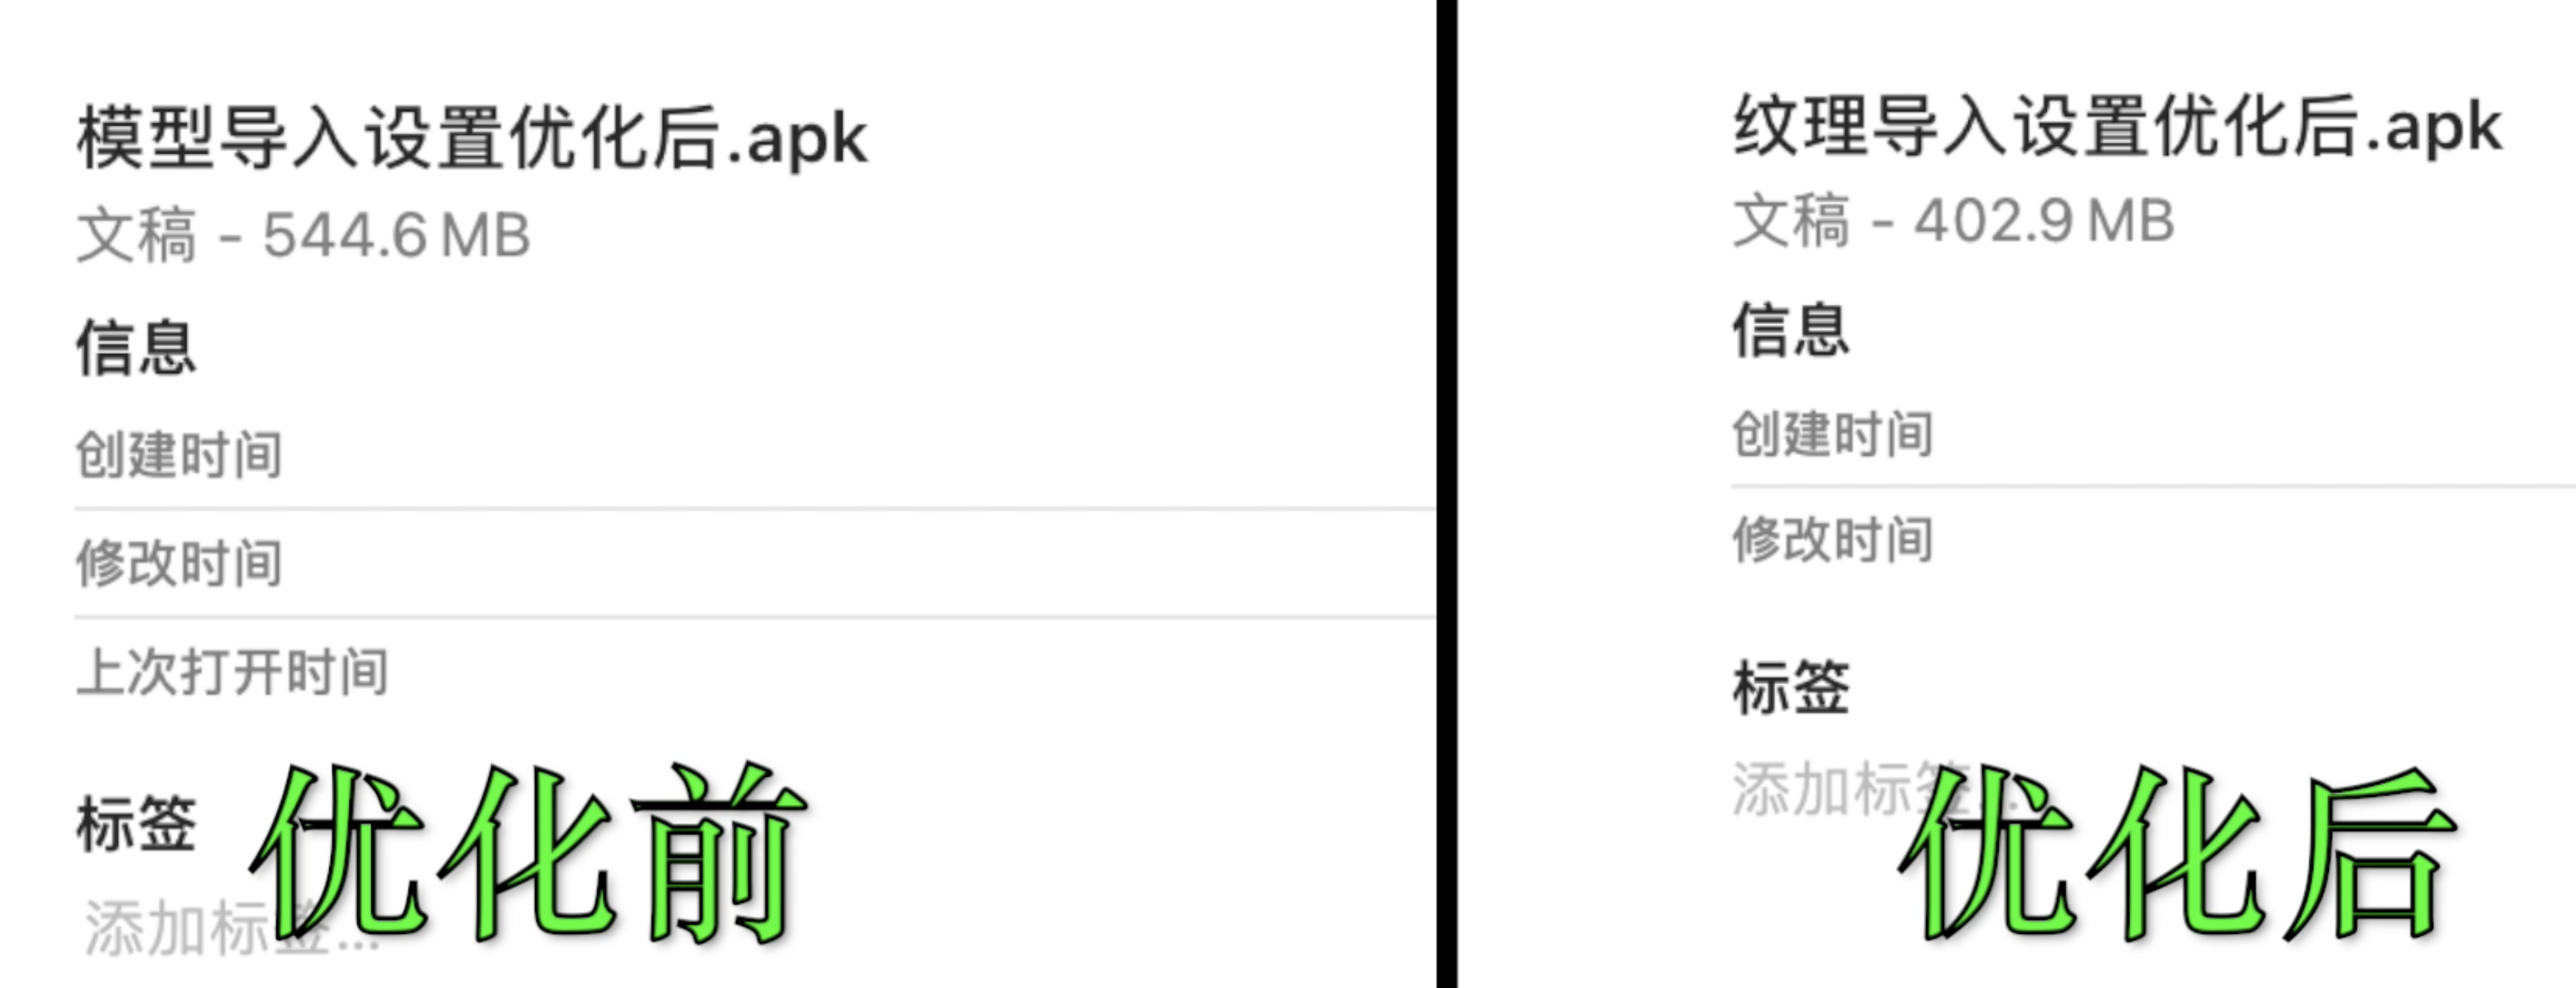 模型导入设置优化后.apk
文稿 - 544.6 MB
信息
创建时间
修改时间
上次打开时间
标签
添加标签...
优化前
纹理导入设置优化后.apk
文稿 - 402.9 MB
信息
创建时间
修改时间
标签
添加标签...
优化后